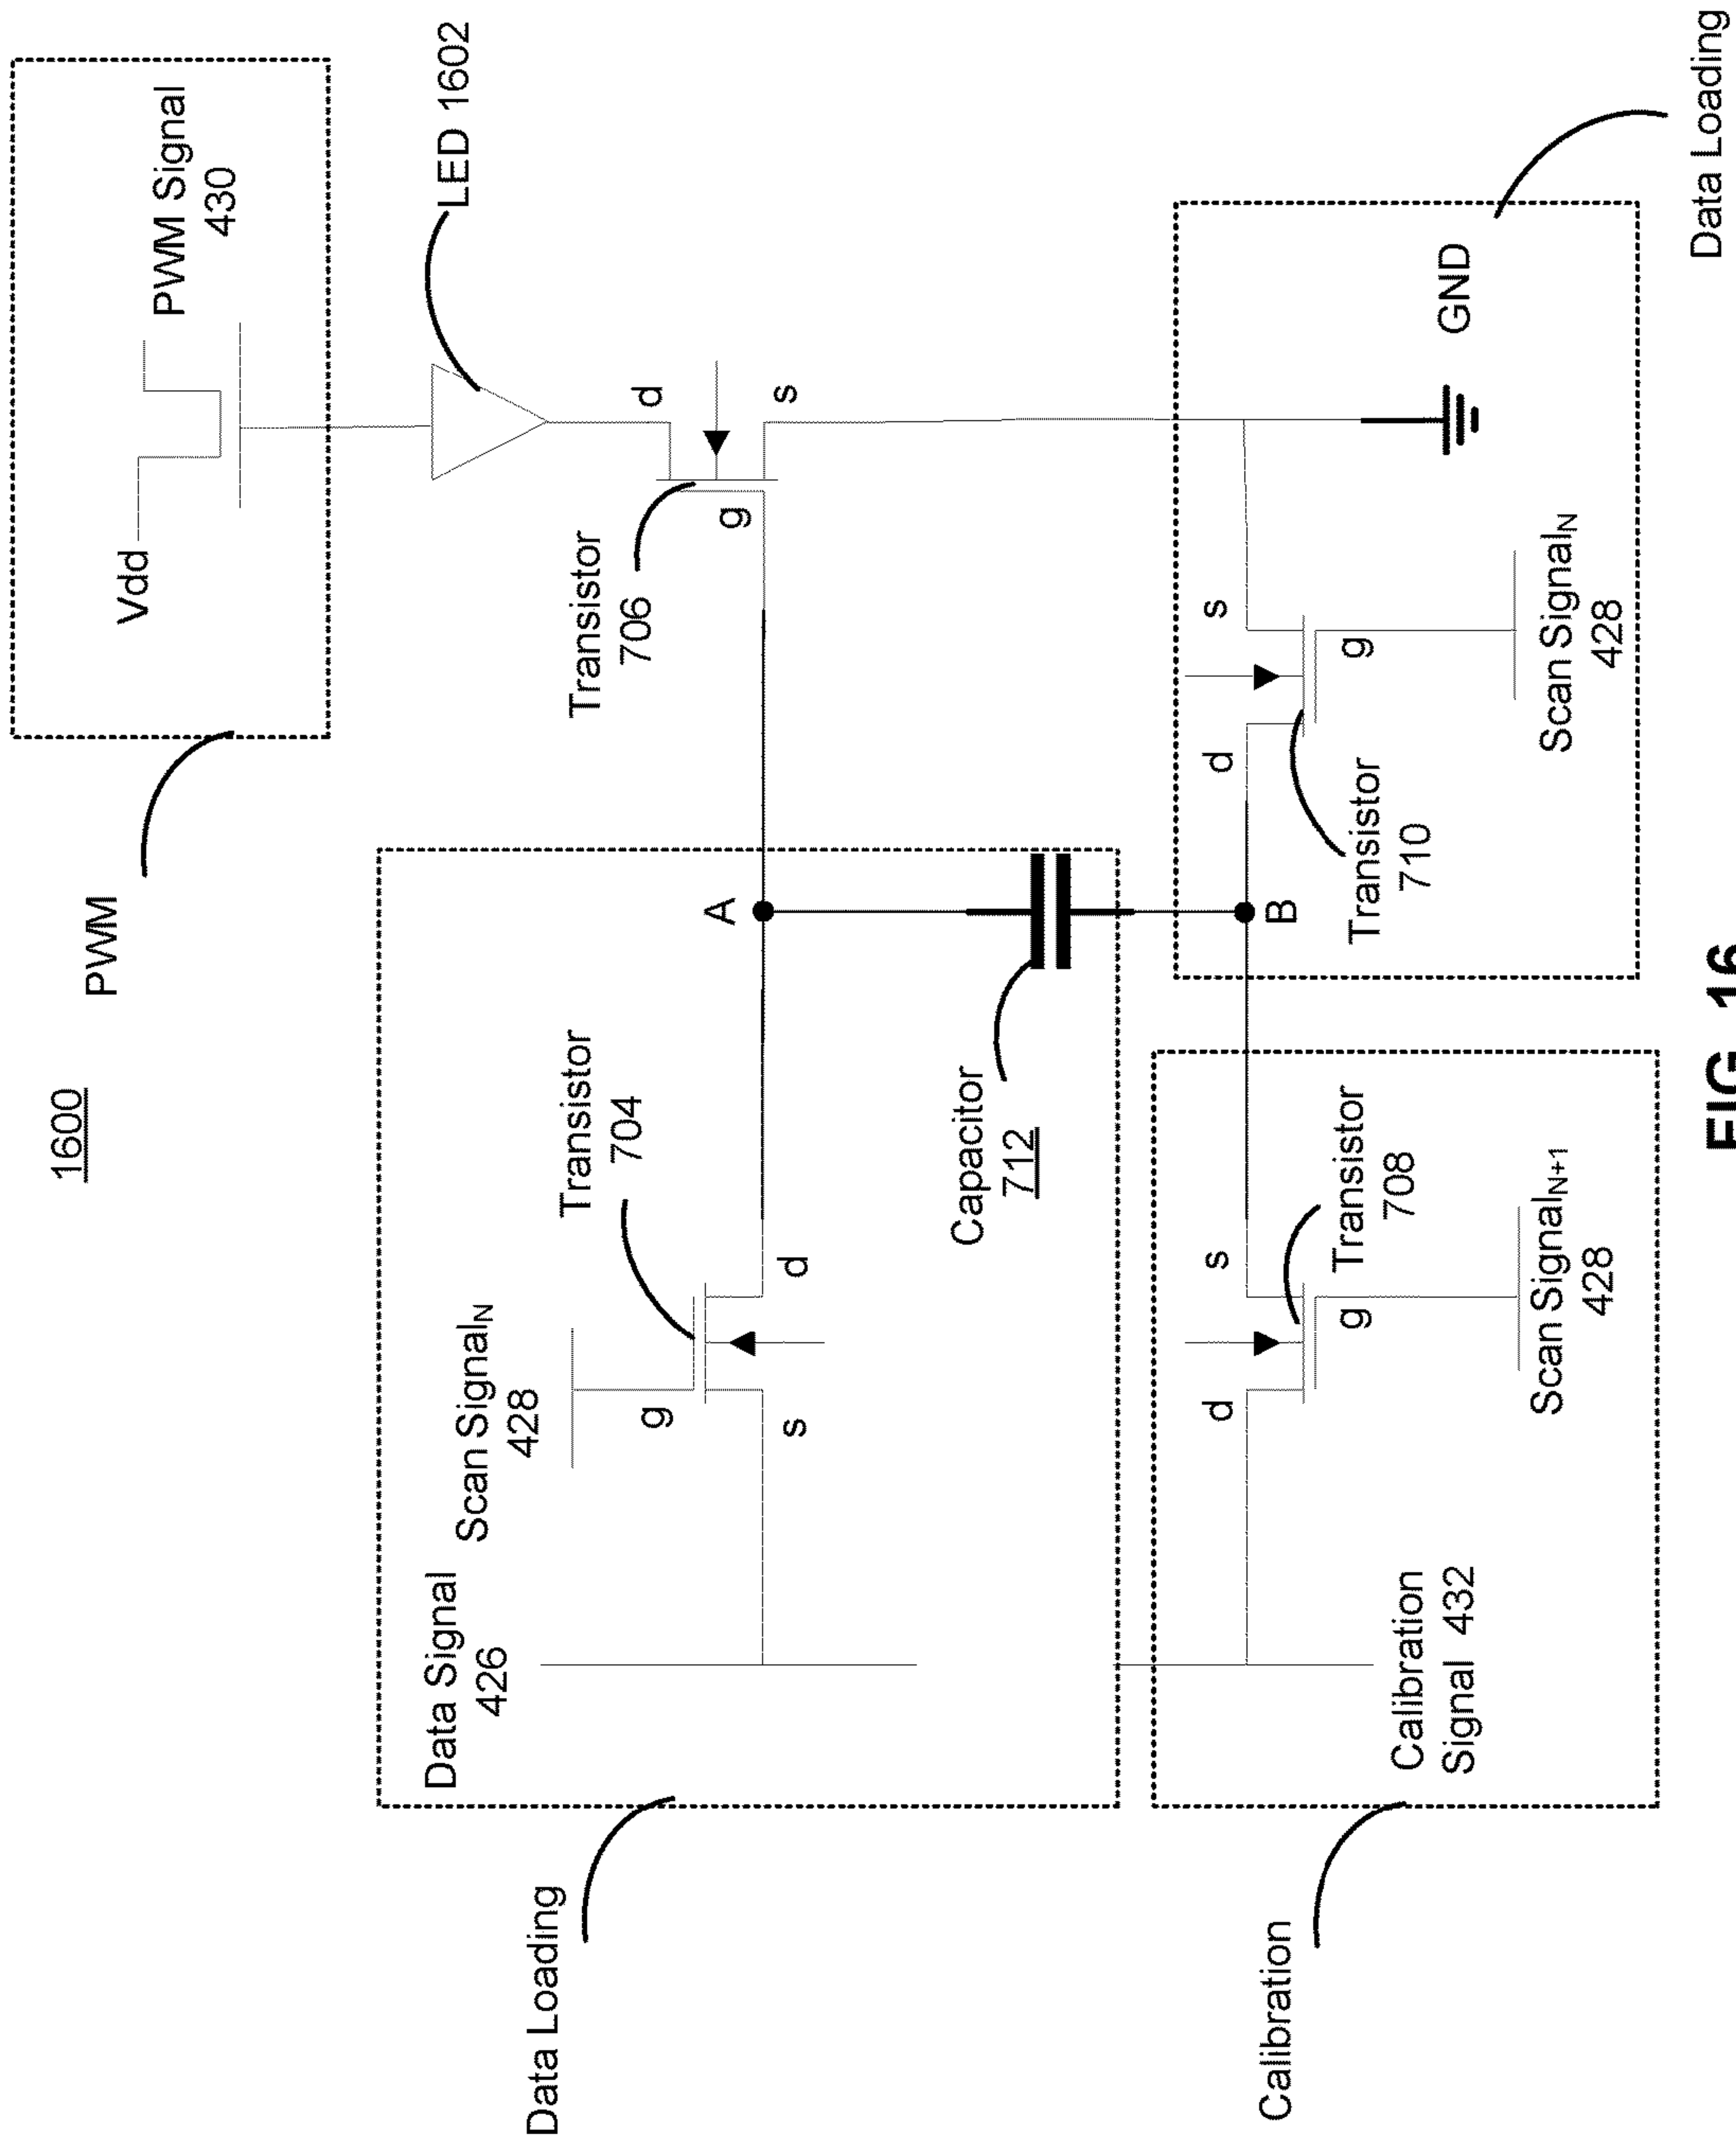 1600
PWM
Vdd
PWM Signal
430
LED 1602
Data Signal
426
Scan Signal_N
428
Transistor
704
Transistor
706
g
s
d
A
g
d
s
Data Loading
Capacitor
712
d
s
g
B
d
s
g
Transistor
708
Transistor
710
GND
Calibration
Signal 432
Scan Signal_N+1
428
Scan Signal_N
428
Calibration
Data Loading
FIG 16